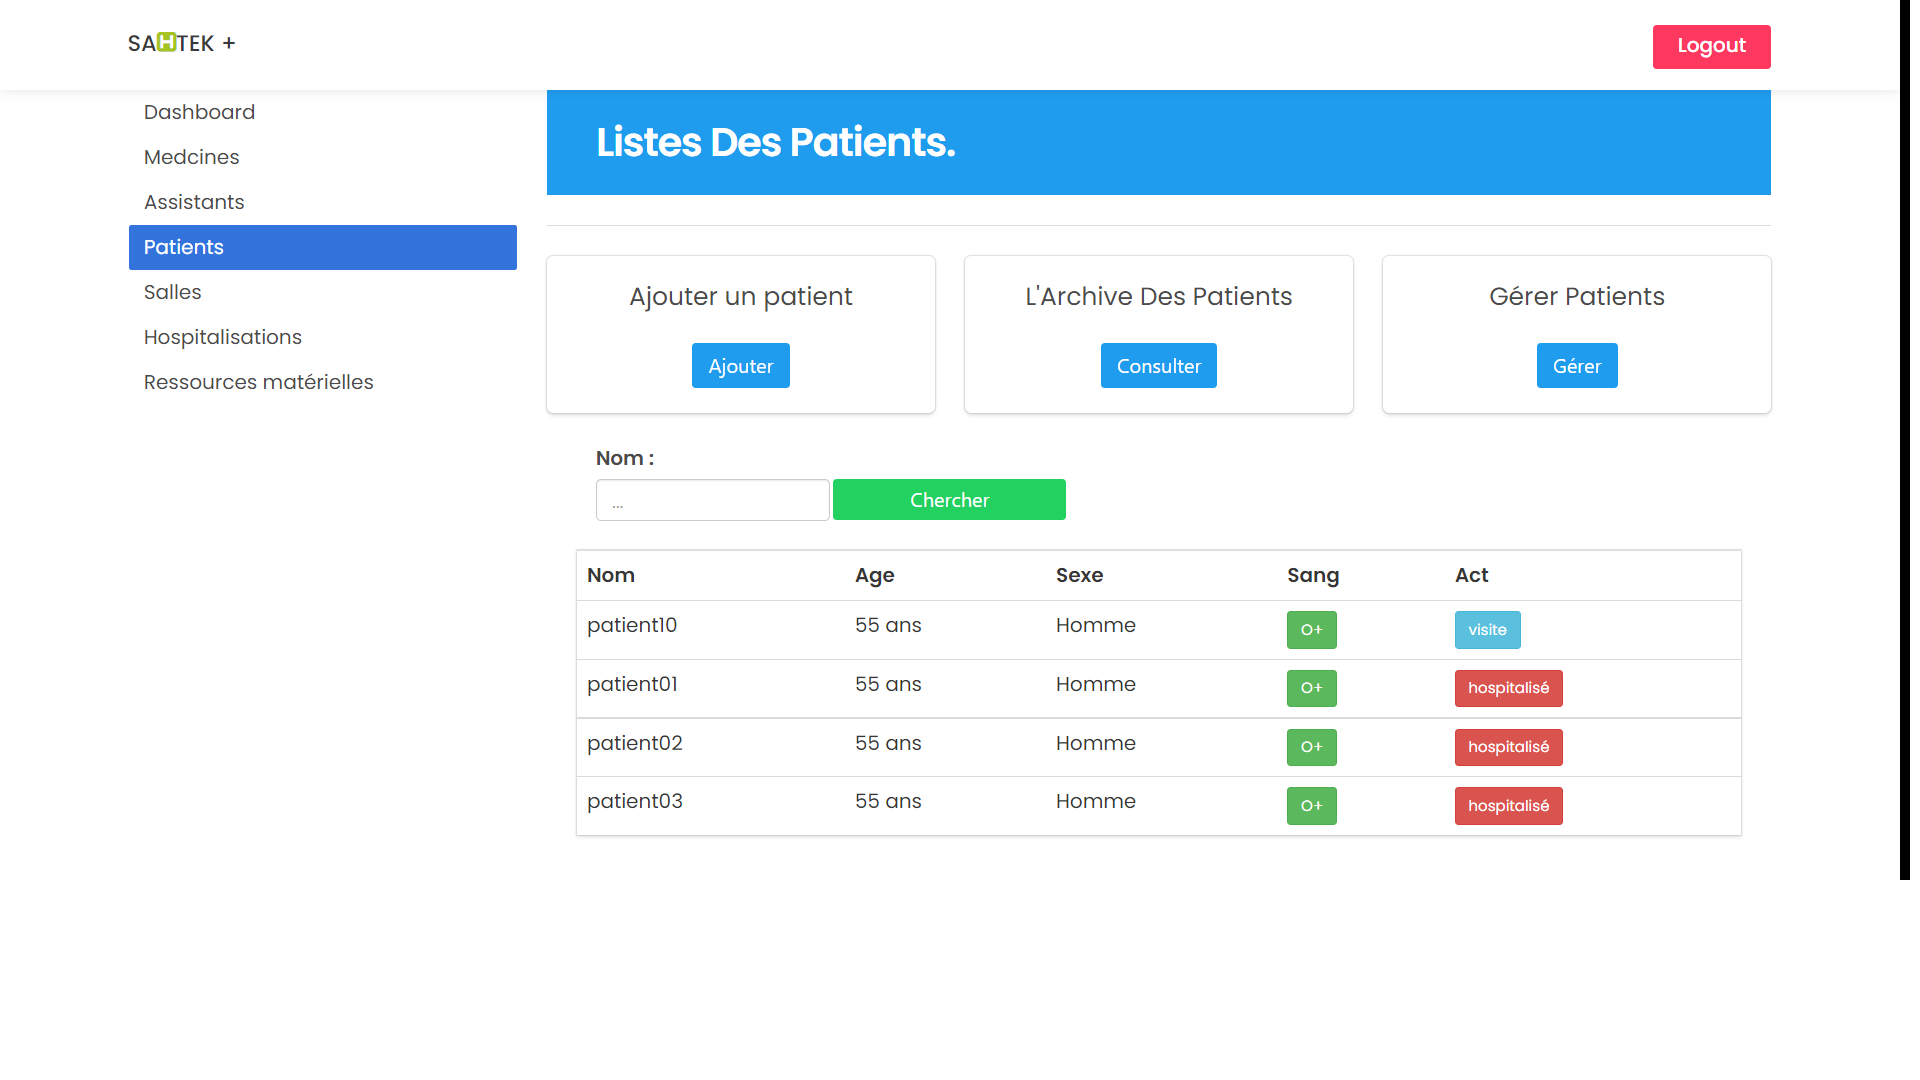 SAHTEK +
Logout
Dashboard
Medcines
Assistants
Patients
Salles
Hospitalisations
Ressources matérielles
Listes Des Patients.
Ajouter un patient
Ajouter
L'Archive Des Patients
Consulter
Gérer Patients
Gérer
Nom :
... Chercher
Nom Age Sexe Sang Act
patient10 55 ans Homme O+ visite
patient01 55 ans Homme O+ hospitalisé
patient02 55 ans Homme O+ hospitalisé
patient03 55 ans Homme O+ hospitalisé